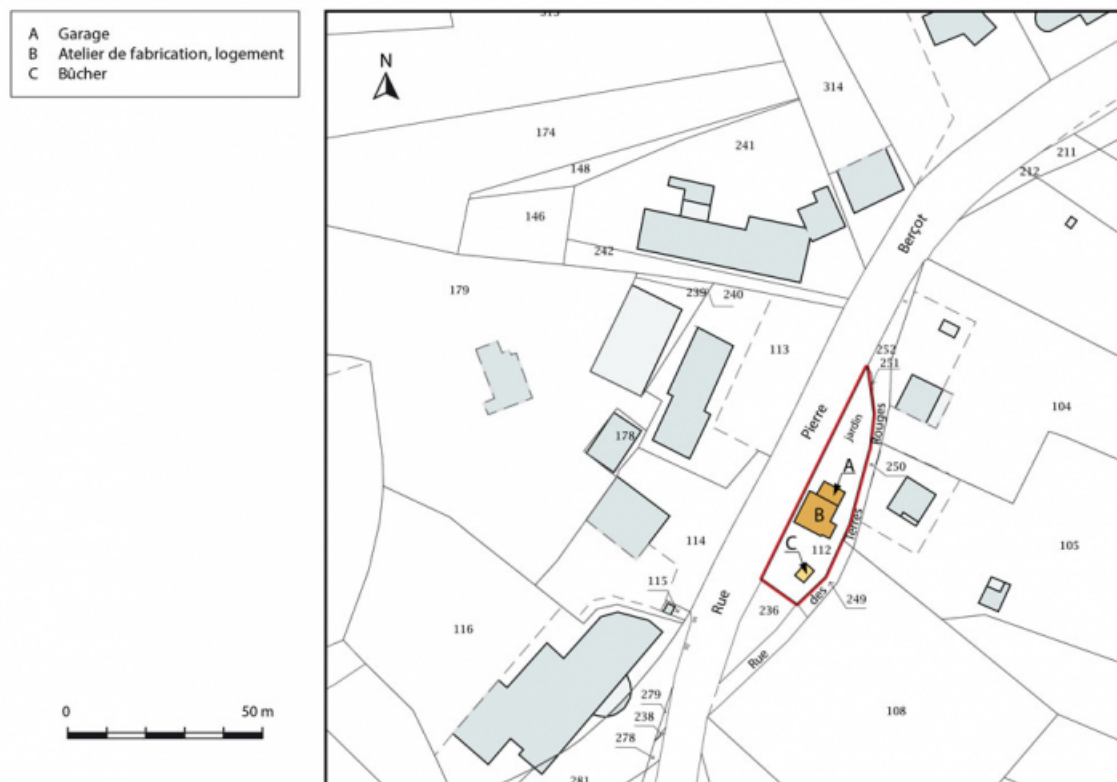 A Garage
B Atelier de fabrication, logement
C Bûcher
N
313
174
148
146
241
314
211
212
242
179
239
240
113
Berçot
252
251
104
Pierre
jardin
Rouges
178
A
250
B
Terres
114
C
112
105
115
Rue
236
des
249
116
Rue
279
238
278
108
281
0 50 m